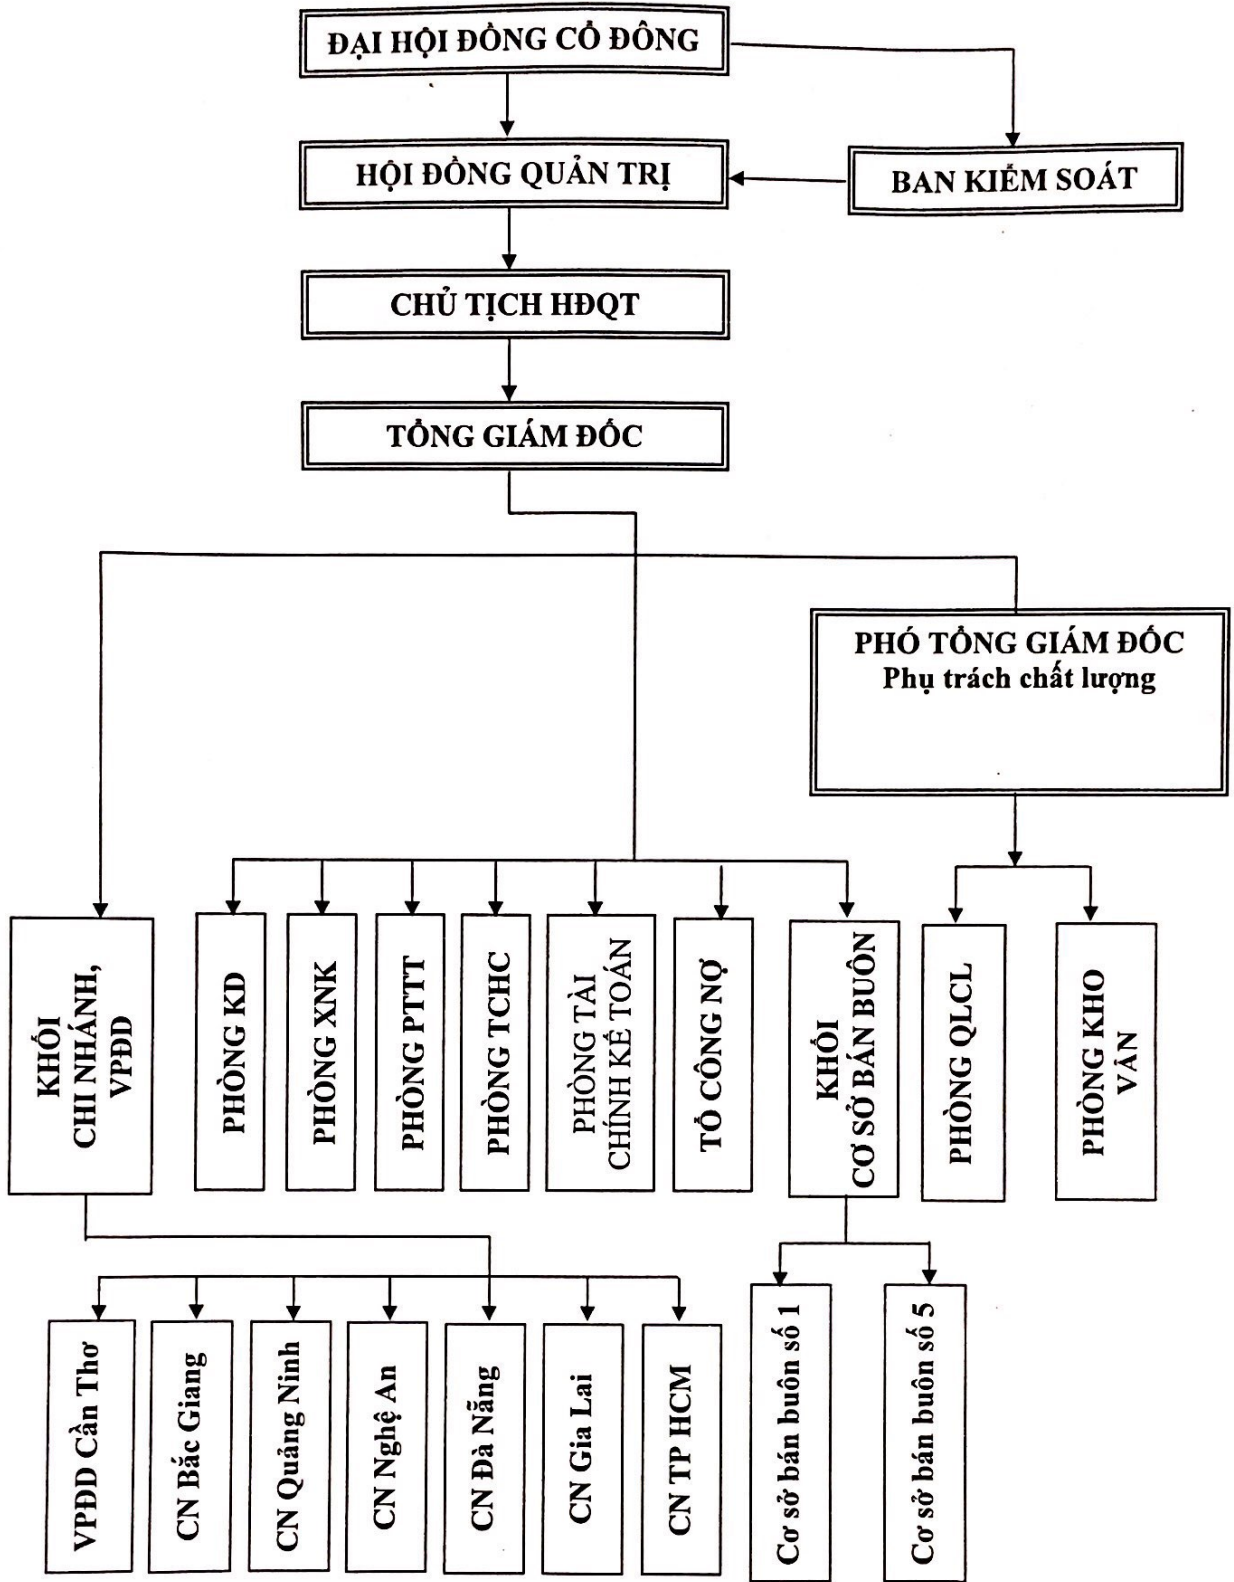 ĐẠI HỘI ĐỒNG CỔ ĐÔNG
HỘI ĐỒNG QUẢN TRỊ
BAN KIỂM SOÁT
CHỦ TỊCH HĐQT
TỔNG GIÁM ĐỐC
PHÓ TỔNG GIÁM ĐỐC
Phụ trách chất lượng
KHỐI
CHI NHÁNH,
VPĐD
PHÒNG KD
PHÒNG XNK
PHÒNG PTTT
PHÒNG TCHC
PHÒNG TÀI
CHÍNH KẾ TOÁN
TỔ CÔNG NỢ
KHỐI
CƠ SỞ BÁN BUÔN
PHÒNG QLCL
PHÒNG KHO
VẬN
VPĐD Cần Thơ
CN Bắc Giang
CN Quảng Ninh
CN Nghệ An
CN Đà Nẵng
CN Gia Lai
CN TP HCM
Cơ sở bán buôn số 1
Cơ sở bán buôn số 5